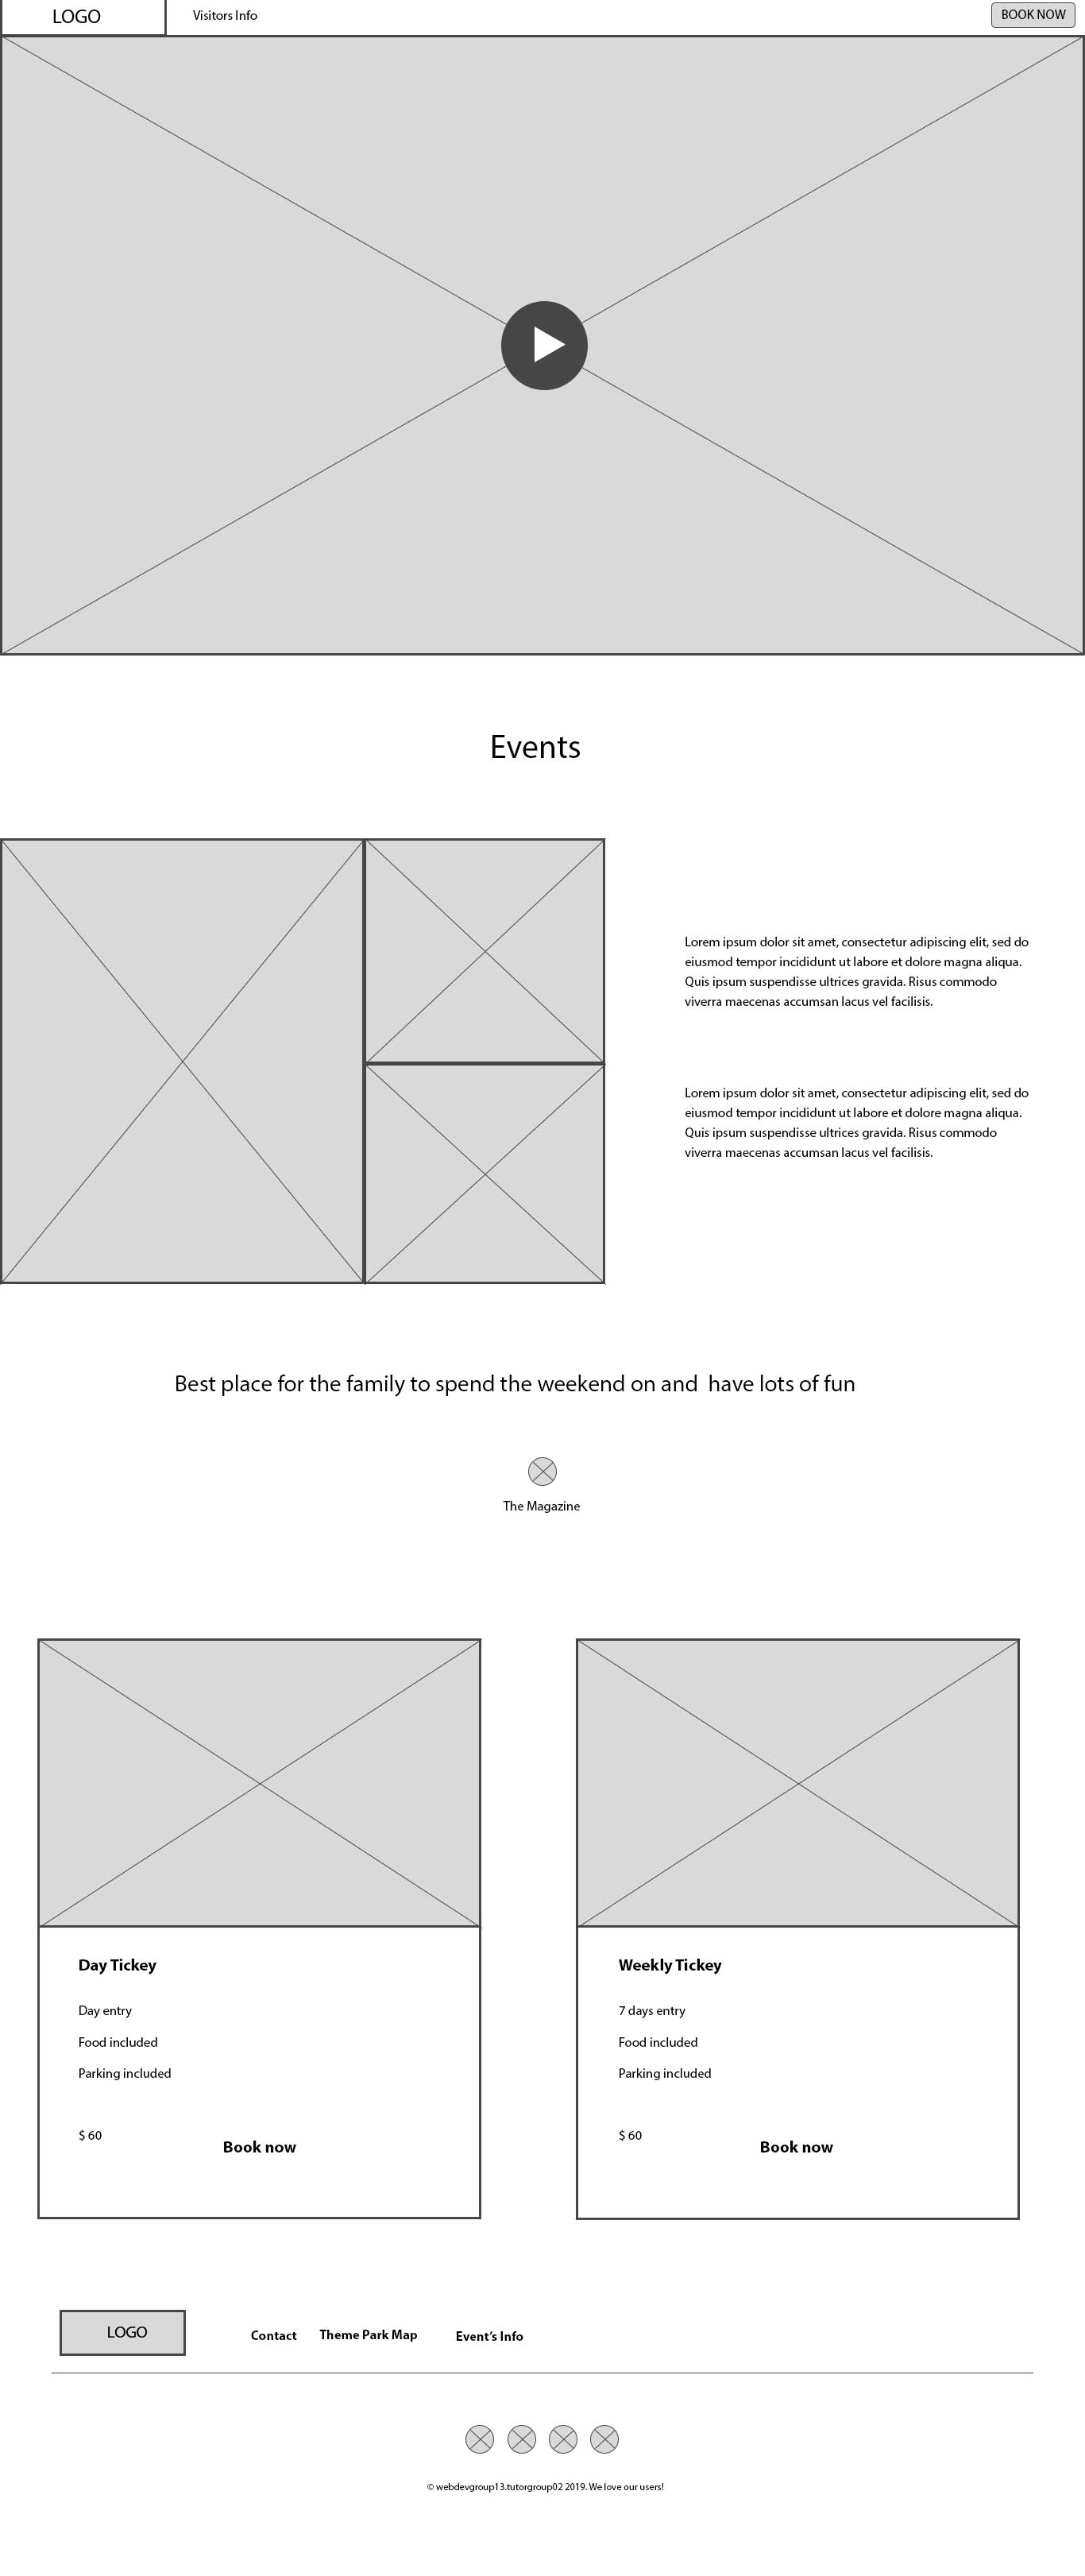 LOGO
Visitors Info
BOOK NOW
Events
Lorem ipsum dolor sit amet, consectetur adipiscing elit, sed do
eiusmod tempor incididunt ut labore et dolore magna aliqua.
Quis ipsum suspendisse ultrices gravida. Risus commodo
viverra maecenas accumsan lacus vel facilisis.
Lorem ipsum dolor sit amet, consectetur adipiscing elit, sed do
eiusmod tempor incididunt ut labore et dolore magna aliqua.
Quis ipsum suspendisse ultrices gravida. Risus commodo
viverra maecenas accumsan lacus vel facilisis.
Best place for the family to spend the weekend on and  have lots of fun
The Magazine
Day Tickey
Day entry
Food included
Parking included
$ 60
Book now
Weekly Tickey
7 days entry
Food included
Parking included
$ 60
Book now
LOGO
Contact
Theme Park Map
Event’s Info
© webdevgroup13.tutorgroup02 2019. We love our users!